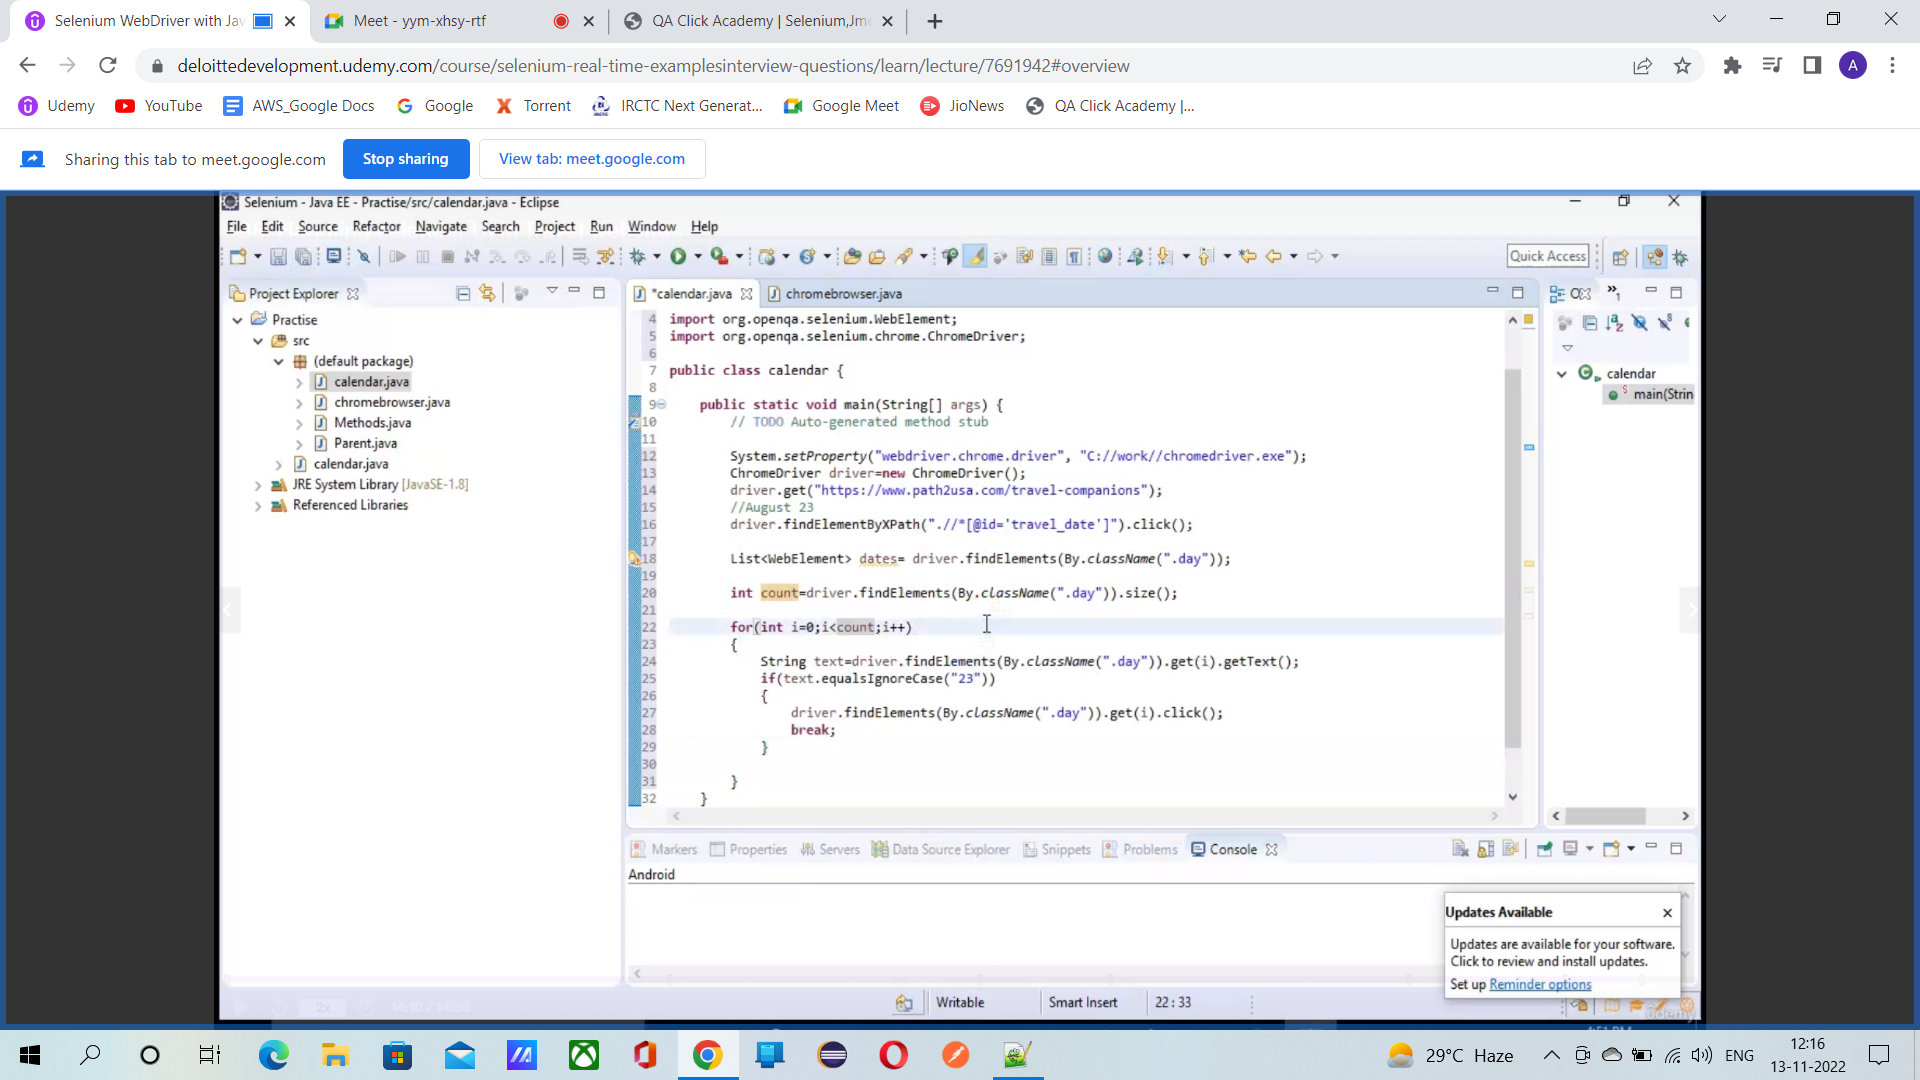 Selenium WebDriver with Jav
Meet - yym-xhsy-rtf
QA Click Academy | Selenium,Jme
deloittedevelopment.udemy.com/course/selenium-real-time-examplesinterview-questions/learn/lecture/7691942#overview
A
Udemy
YouTube
AWS_Google Docs
Google
Torrent
IRCTC Next Generat...
Google Meet
JioNews
QA Click Academy |...
Sharing this tab to meet.google.com
Stop sharing
View tab: meet.google.com
Selenium - Java EE - Practise/src/calendar.java - Eclipse
File Edit Source Refactor Navigate Search Project Run Window Help
Quick Access
Project Explorer
Practise
src
(default package)
calendar.java
chromebrowser.java
Methods.java
Parent.java
calendar.java
JRE System Library [JavaSE-1.8]
Referenced Libraries
*calendar.java
chromebrowser.java
4 import org.openqa.selenium.WebElement;
5 import org.openqa.selenium.chrome.ChromeDriver;
6
7 public class calendar {
8
9 public static void main(String[] args) {
10 // TODO Auto-generated method stub
11
12 System.setProperty("webdriver.chrome.driver", "C://work//chromedriver.exe");
13 ChromeDriver driver=new ChromeDriver();
14 driver.get("https://www.path2usa.com/travel-companions");
15 //August 23
16 driver.findElementByXPath(".//*[@id='travel_date']").click();
17
18 List<WebElement> dates= driver.findElements(By.className(".day"));
19
20 int count=driver.findElements(By.className(".day")).size();
21
22 for(int i=0;i<count;i++)
23 {
24 String text=driver.findElements(By.className(".day")).get(i).getText();
25 if(text.equalsIgnoreCase("23"))
26 {
27 driver.findElements(By.className(".day")).get(i).click();
28 break;
29 }
30
31 }
32 }
calendar
main(Strin
Markers Properties Servers Data Source Explorer Snippets Problems Console
Android
Updates Available
Updates are available for your software.
Click to review and install updates.
Set up Reminder options
Writable
Smart Insert
22 : 33
2x
udemy
29°C Haze
ENG
12:16
13-11-2022